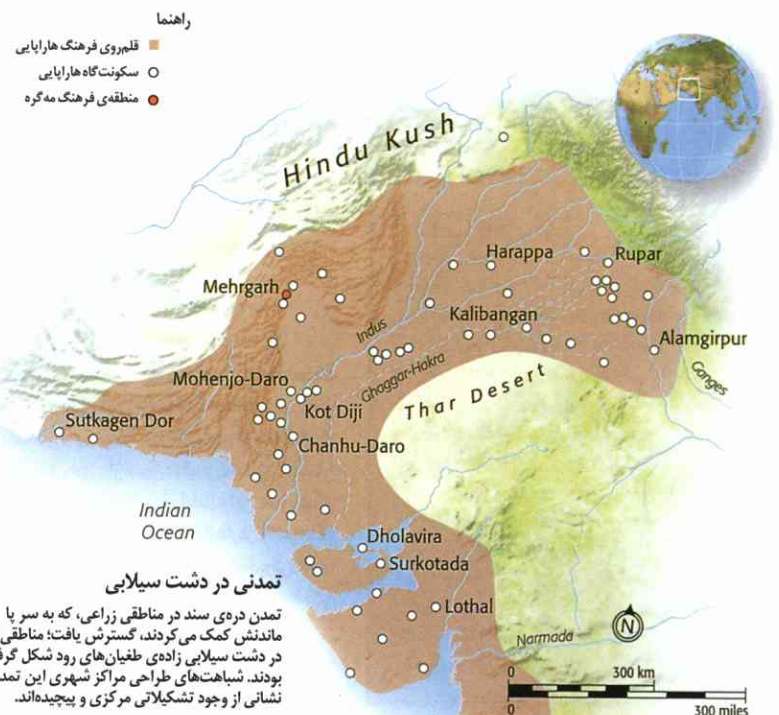 راهنما
قلم‌روی فرهنگ هاراپایی
سکونت‌گاه هاراپایی
منطقه‌ی فرهنگ مه‌گره
Hindu Kush
Harappa
Rupar
Mehrgarh
Kalibangan
Indus
Alamgirpur
Ghaggar-Hakra
Ganges
Mohenjo-Daro
Thar Desert
Kot Diji
Sutkagen Dor
Chanhu-Daro
Indian
Ocean
Dholavira
Surkotada
Lothal
Narmada
N
0 300 km
0 300 miles
تمدنی در دشت سیلابی
تمدن دره‌ی سند در مناطقی زراعی، که به سر پا
ماندنش کمک می‌کردند، گسترش یافت؛ مناطقی
در دشت سیلابی زاده‌ی طغیان‌های رود شکل
بودند. شباهت‌های طراحی مراکز شهری این
نشانی از وجود تشکیلاتی مرکزی و پیچیده‌اند.